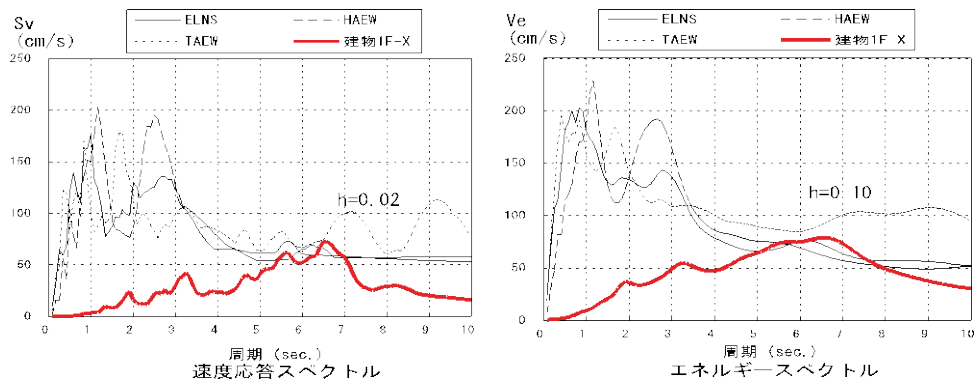 Sv
(cm/s)
ELNS
HAEW
TAEW
建物1F-X
250
200
150
100
50
0
h=0.02
0 1 2 3 4 5 6 7 8 9 10
周期 (sec.)
速度応答スペクトル
Ve
(cm/s)
ELNS
HAEW
TAEW
建物1F X
250
200
150
100
50
0
h=0.10
0 1 2 3 4 5 6 7 8 9 10
周期 (sec.)
エネルギースペクトル